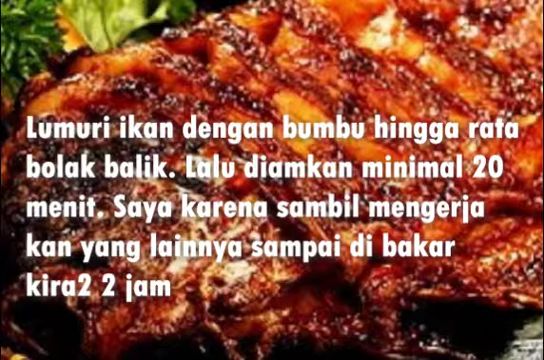 Lumuri ikan dengan bumbu hingga rata
bolak balik. Lalu diamkan minimal 20
menit. Saya karena sambil mengerja
kan yang lainnya sampai di bakar
kira2 2 jam